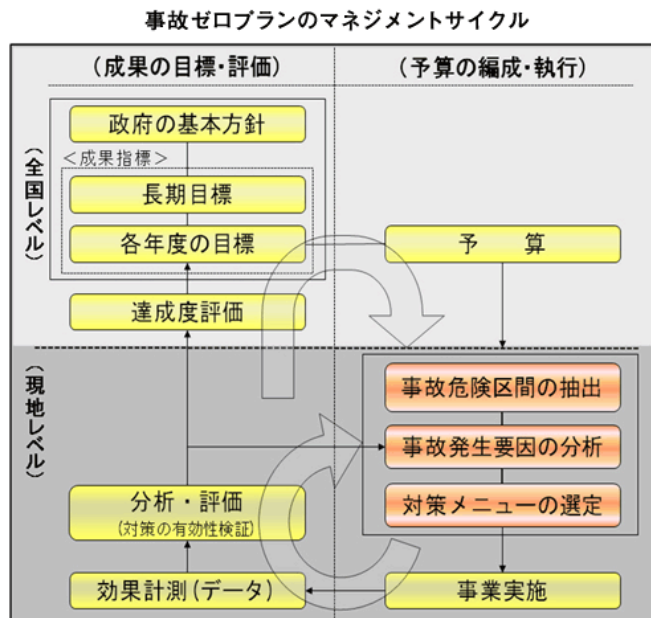 事故ゼロブランのマネジメントサイクル
(成果の目標・評価)
(予算の編成・執行)
(全国レベル)
政府の基本方針
<成果指標>
長期目標
各年度の目標
予 算
達成度評価
(現地レベル)
事故危険区間の抽出
事故発生要因の分析
対策メニューの選定
分析・評価
(対策の有効性検証)
効果計測(データ)
事業実施